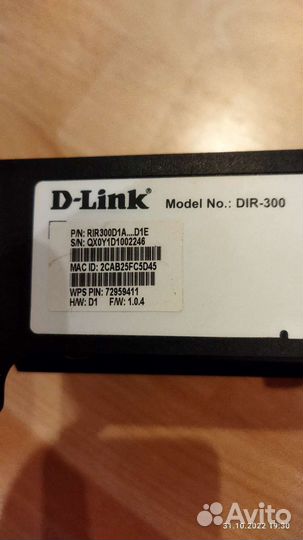 D-Link®
Model No.: DIR-300
P/N: RIR300D1A....D1E
S/N: QX0Y1D1002246
MAC ID: 2CAB25FC5D45
WPS PIN: 72959411
H/W: D1 F/W: 1.0.4
31.10.2022 19:30
Avito